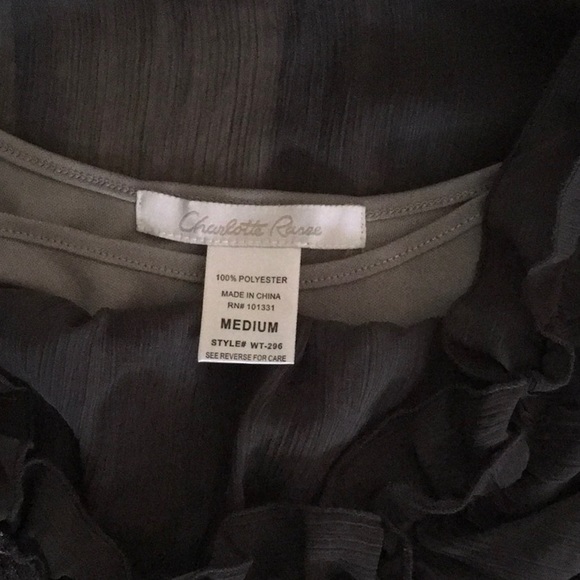 Charlotte Russe
100% POLYESTER
MADE IN CHINA
RN# 101331
MEDIUM
STYLE# WT-296
SEE REVERSE FOR CARE